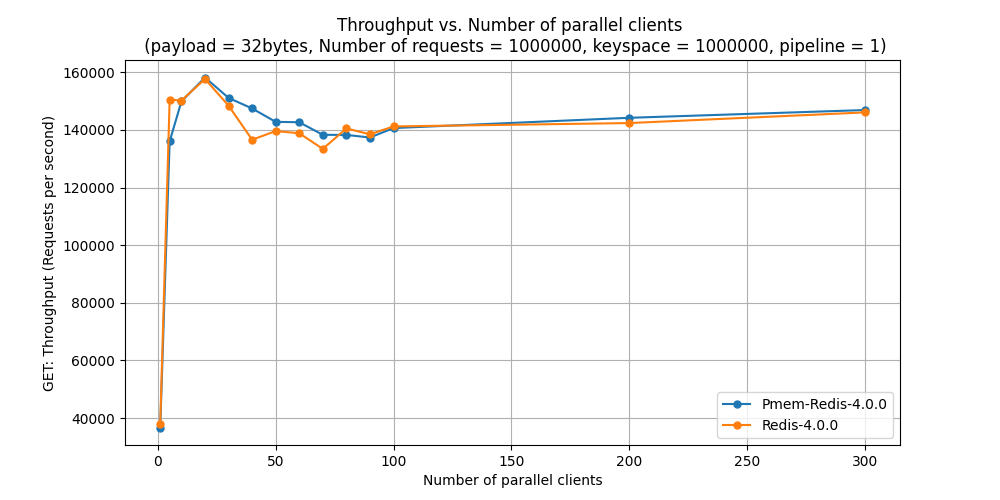 Throughput vs. Number of parallel clients
(payload = 32bytes, Number of requests = 1000000, keyspace = 1000000, pipeline = 1)
GET: Throughput (Requests per second)
160000
140000
120000
100000
80000
60000
40000
Pmem-Redis-4.0.0
Redis-4.0.0
0
50
100
150
200
250
300
Number of parallel clients